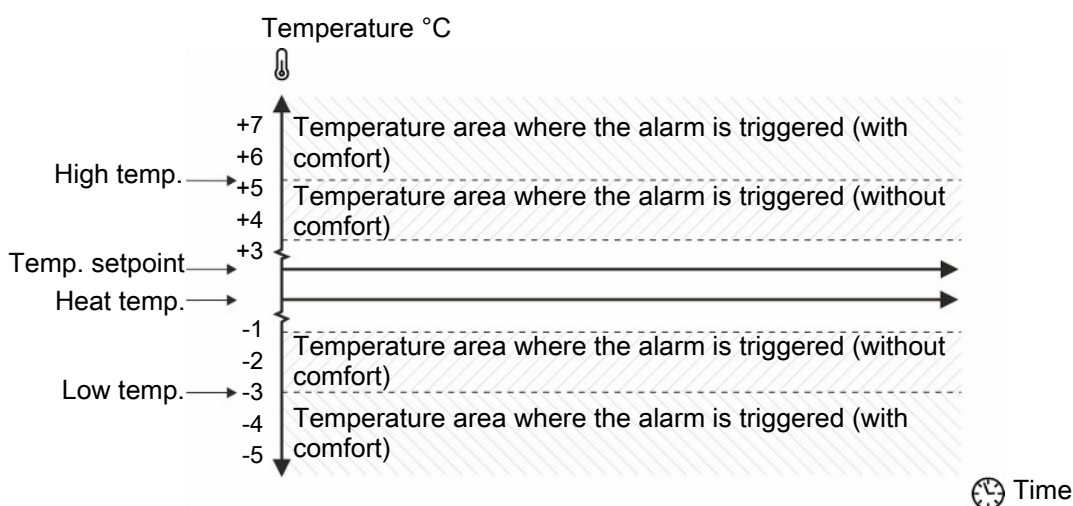 Temperature °C
+7
Temperature area where the alarm is triggered (with
+6
comfort)
High temp.
+5
Temperature area where the alarm is triggered (without
+4
comfort)
+3
Temp. setpoint
Heat temp.
-1
Temperature area where the alarm is triggered (without
-2
comfort)
Low temp.
-3
-4
Temperature area where the alarm is triggered (with
-5
comfort)
Time